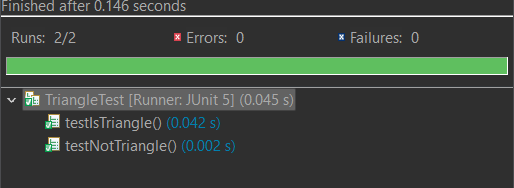 Finished after 0.146 seconds
Runs: 2/2 Errors: 0 Failures: 0
TriangleTest [Runner: JUnit 5] (0.045 s)
testIsTriangle() (0.042 s)
testNotTriangle() (0.002 s)